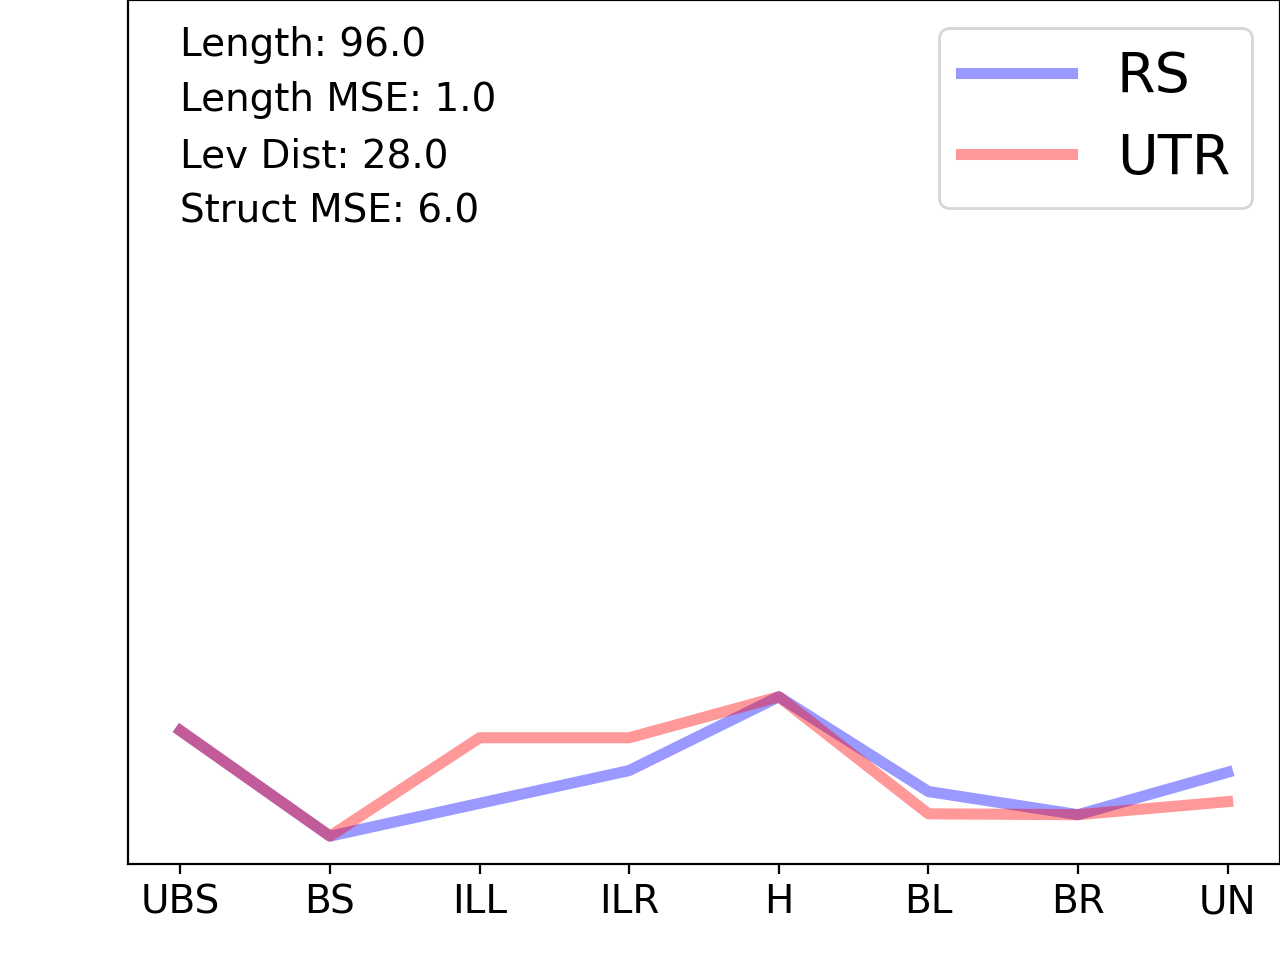 Length: 96.0
Length MSE: 1.0
Lev Dist: 28.0
Struct MSE: 6.0
RS
UTR
UBS BS ILL ILR H BL BR UN